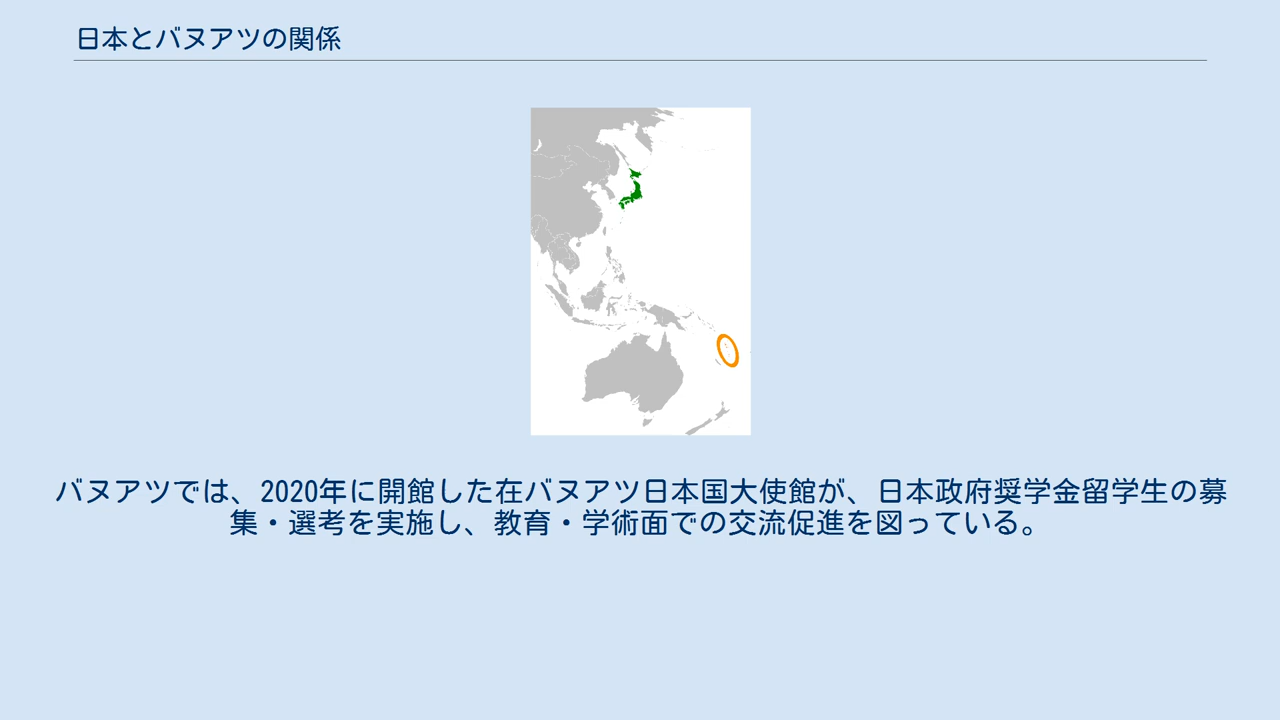 日本とバヌアツの関係
バヌアツでは、2020年に開館した在バヌアツ日本国大使館が、日本政府奨学金留学生の募
集・選考を実施し、教育・学術面での交流促進を図っている。